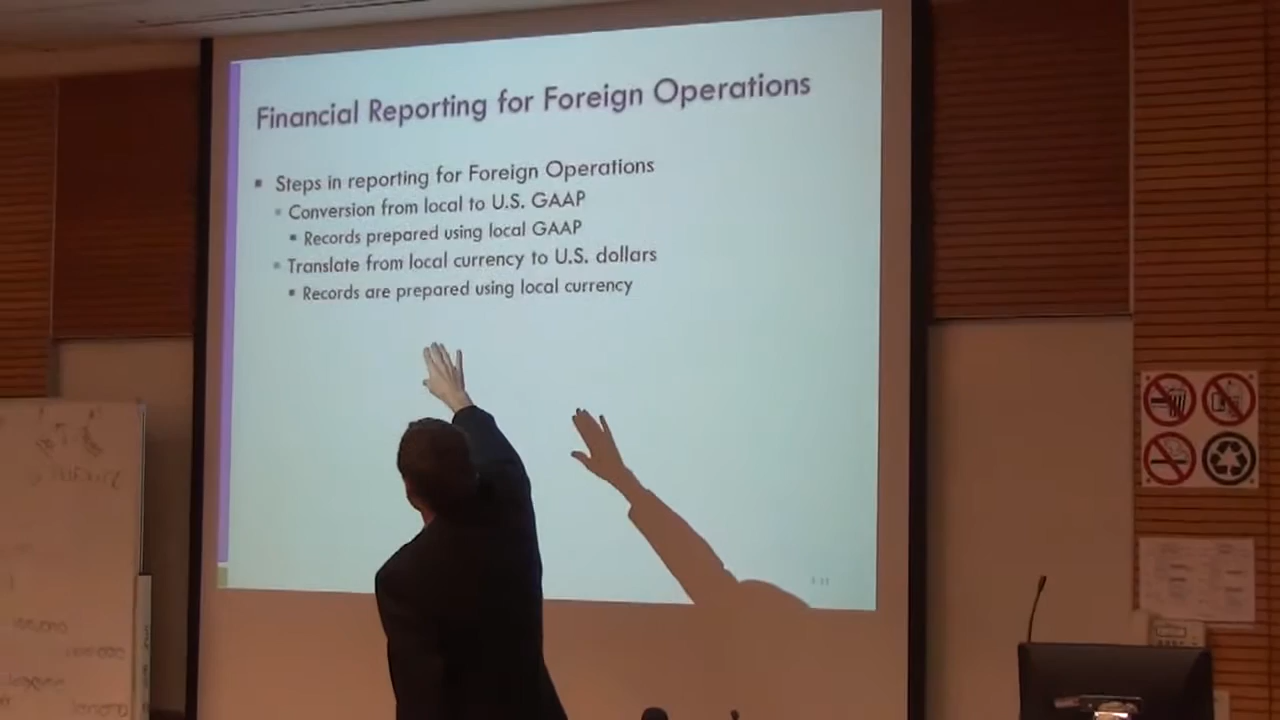 Financial Reporting for Foreign Operations
Steps in reporting for Foreign Operations
Conversion from local to U.S. GAAP
Records prepared using local GAAP
Translate from local currency to U.S. dollars
Records are prepared using local currency